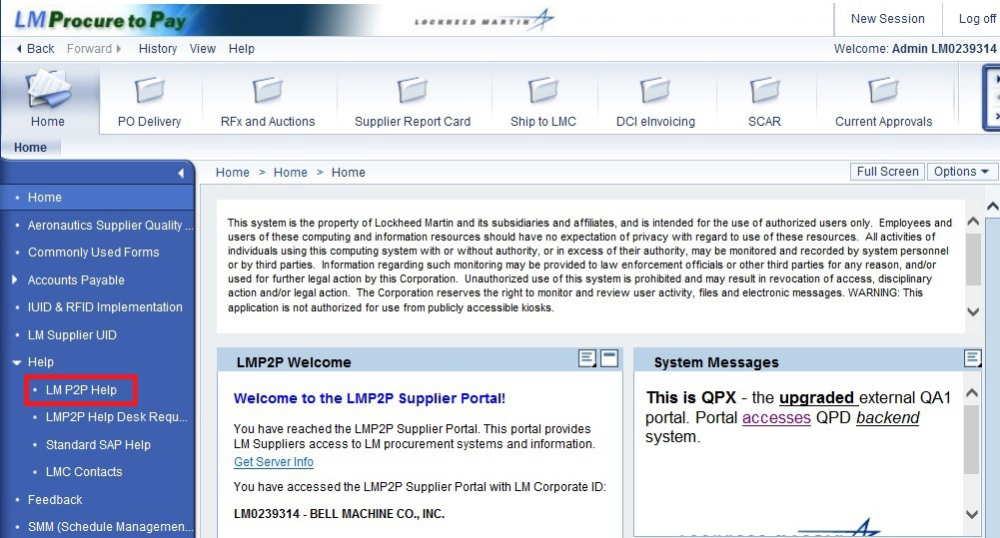 LM Procure to Pay
LOCKHEED MARTIN
New Session Log off
Back Forward History View Help
Welcome: Admin LM0239314
Home PO Delivery RFx and Auctions Supplier Report Card Ship to LMC DCI eInvoicing SCAR Current Approvals
Home
Home > Home > Home
Full Screen Options
Home
Aeronautics Supplier Quality ...
Commonly Used Forms
Accounts Payable
IUID & RFID Implementation
LM Supplier UID
Help
LM P2P Help
LMP2P Help Desk Requ...
Standard SAP Help
LMC Contacts
Feedback
SMM (Schedule Managemen...
This system is the property of Lockheed Martin and its subsidiaries and affiliates, and is intended for the use of authorized users only. Employees and
users of these computing and information resources should have no expectation of privacy with regard to use of these resources. All activities of
individuals using this computing system with or without authority, or in excess of their authority, may be monitored and recorded by system personnel
or by third parties. Information regarding such monitoring may be provided to law enforcement officials or other third parties for any reason, and/or
used for further legal action by this Corporation. Unauthorized use of this system is prohibited and may result in revocation of access, disciplinary
action and/or legal action. The Corporation reserves the right to monitor and review user activity, files and electronic messages. WARNING: This
application is not authorized for use from publicly accessible kiosks.
LMP2P Welcome
Welcome to the LMP2P Supplier Portal!
You have reached the LMP2P Supplier Portal. This portal provides
LM Suppliers access to LM procurement systems and information.
Get Server Info
You have accessed the LMP2P Supplier Portal with LM Corporate ID:
LM0239314 - BELL MACHINE CO., INC.
System Messages
This is QPX - the upgraded external QA1
portal. Portal accesses QPD backend
system.